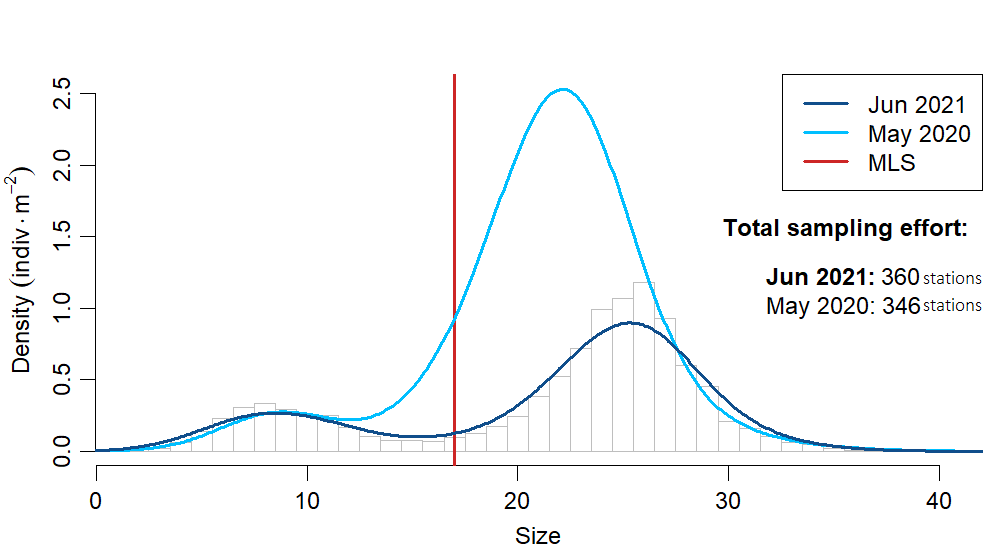 Jun 2021
May 2020
MLS
Total sampling effort:
Jun 2021: 360 stations
May 2020: 346 stations
Density (indiv · m⁻²)
2.5
2.0
1.5
1.0
0.5
0.0
0 10 20 30 40
Size